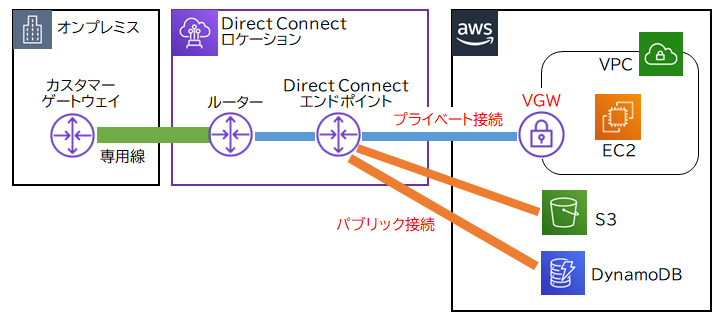 オンプレミス
カスタマー
ゲートウェイ
専用線
Direct Connect
ロケーション
ルーター
Direct Connect
エンドポイント
プライベート接続
パブリック接続
aws
VPC
VGW
EC2
S3
DynamoDB